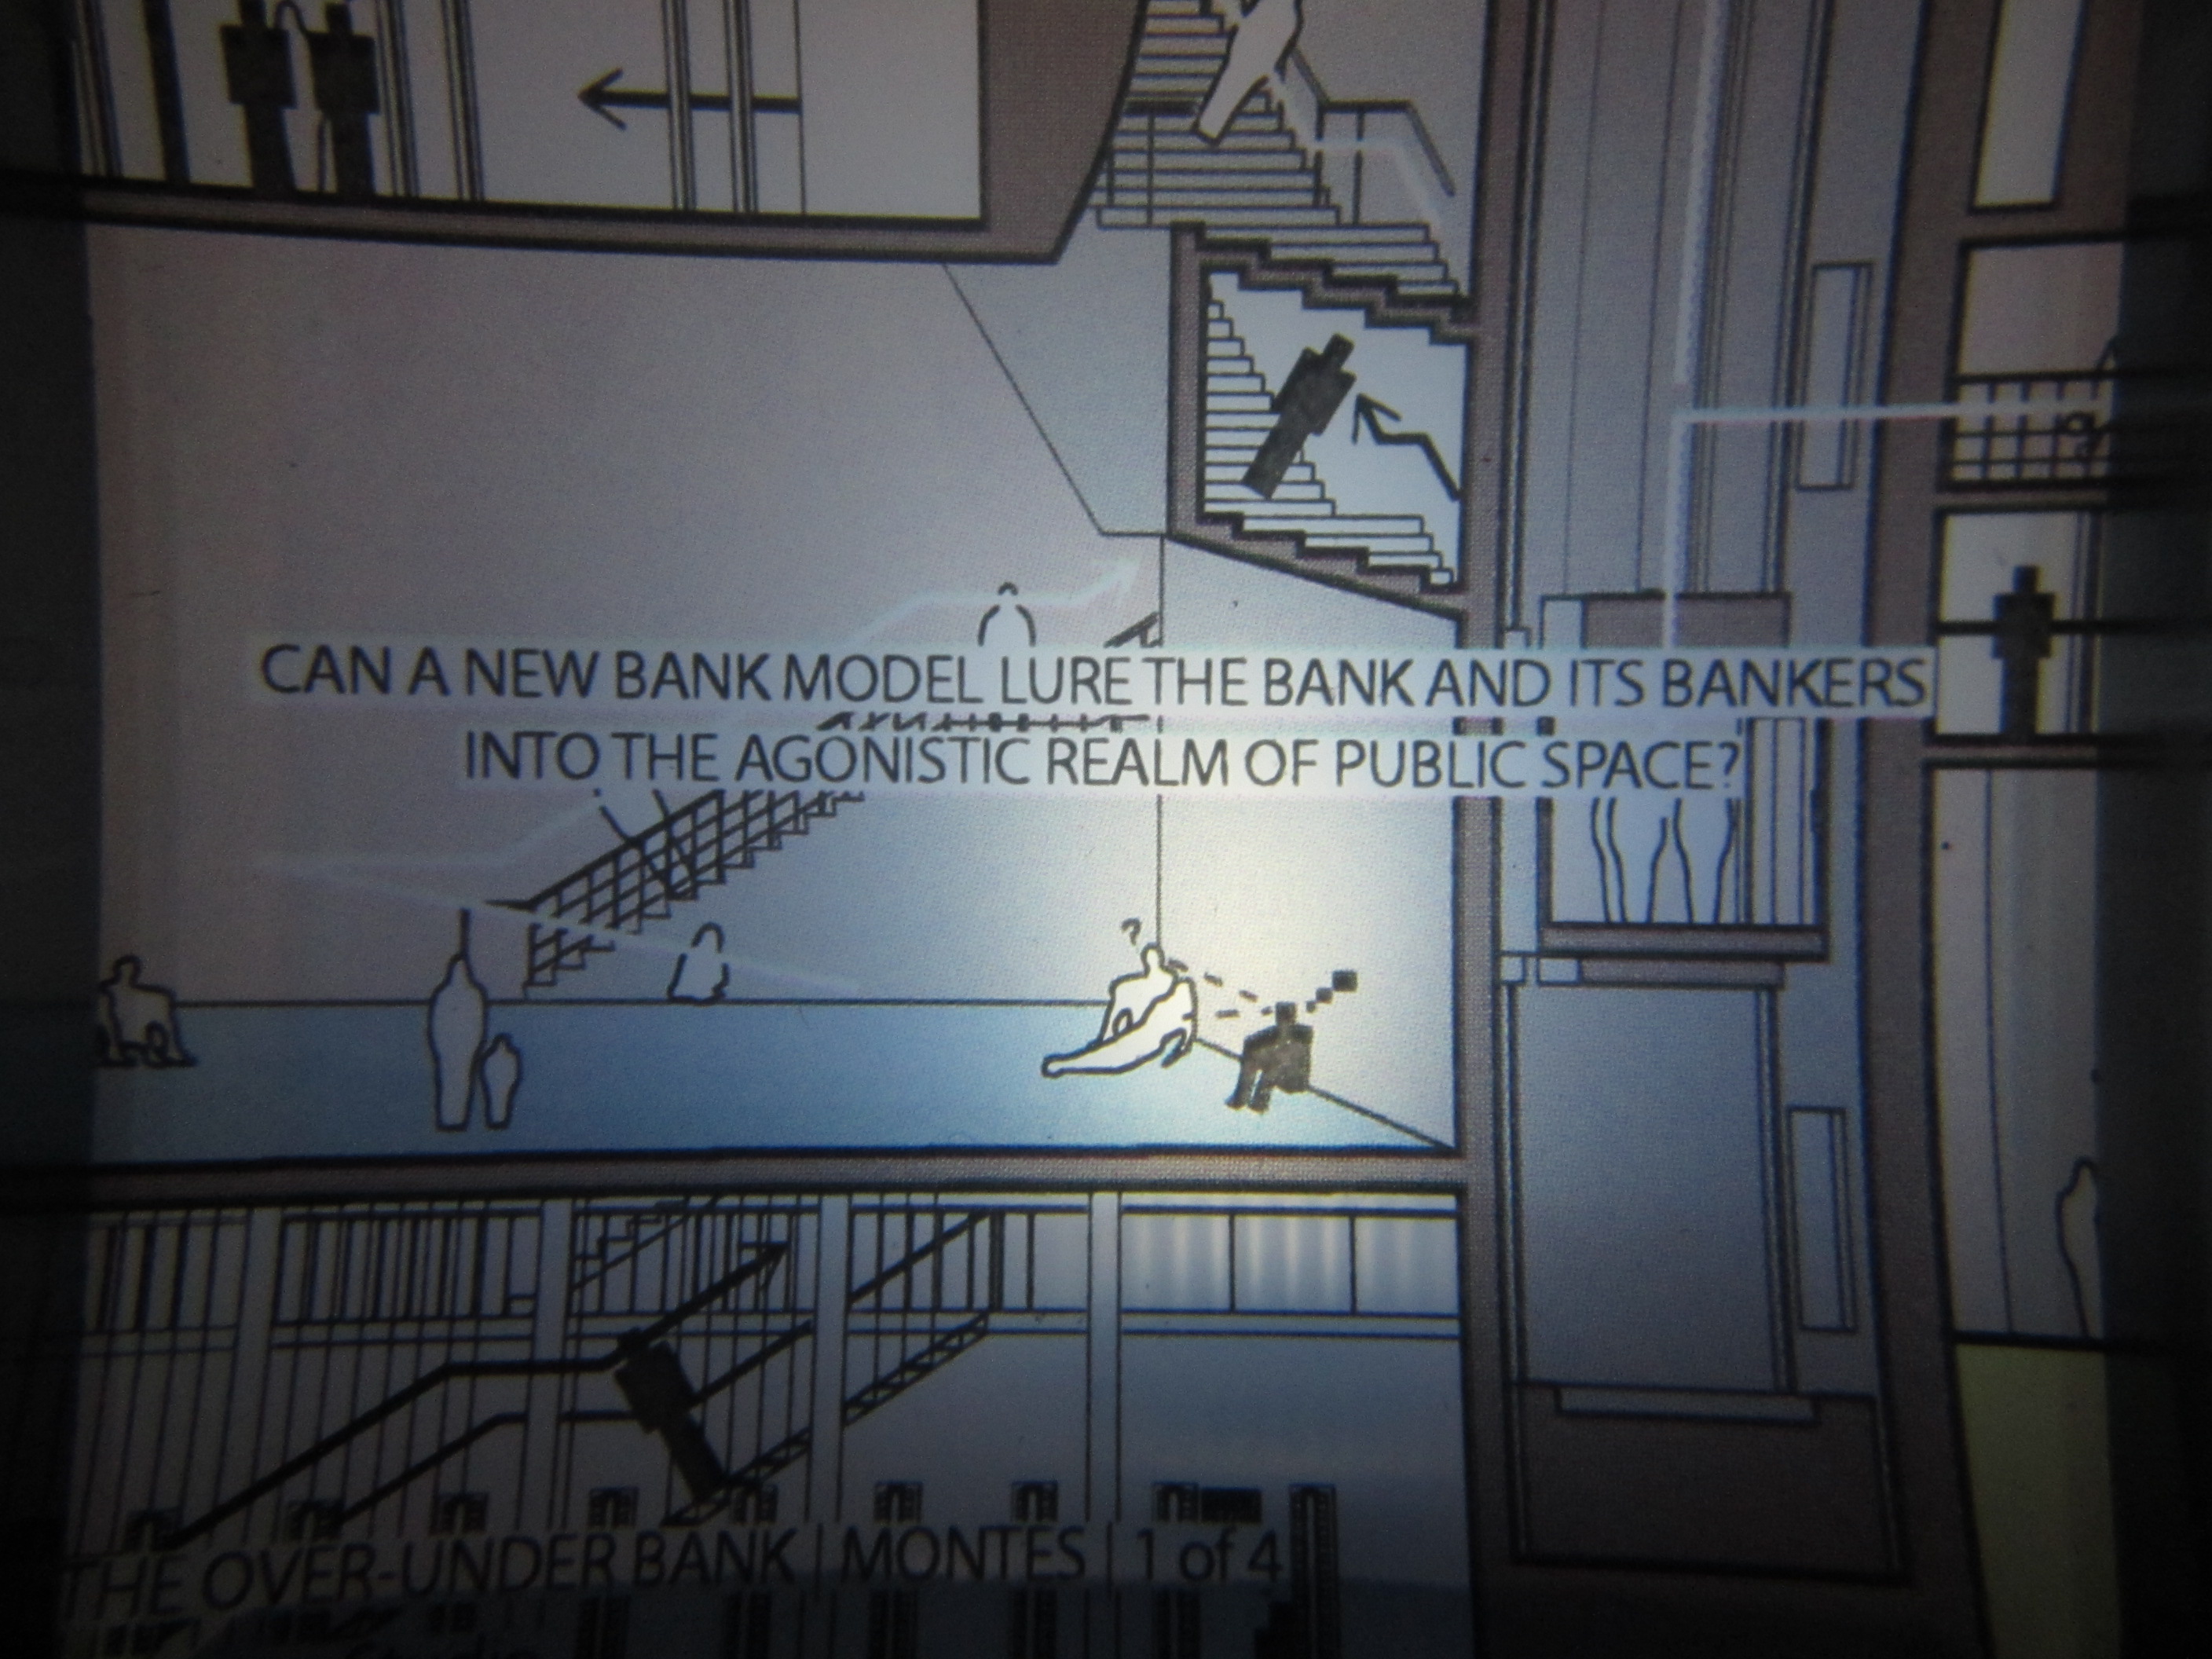 ?
CAN A NEW BANK MODEL LURE THE BANK AND ITS BANKERS
INTO THE AGONISTIC REALM OF PUBLIC SPACE?
THE OVER-UNDER BANK | MONTES | 1 of 4